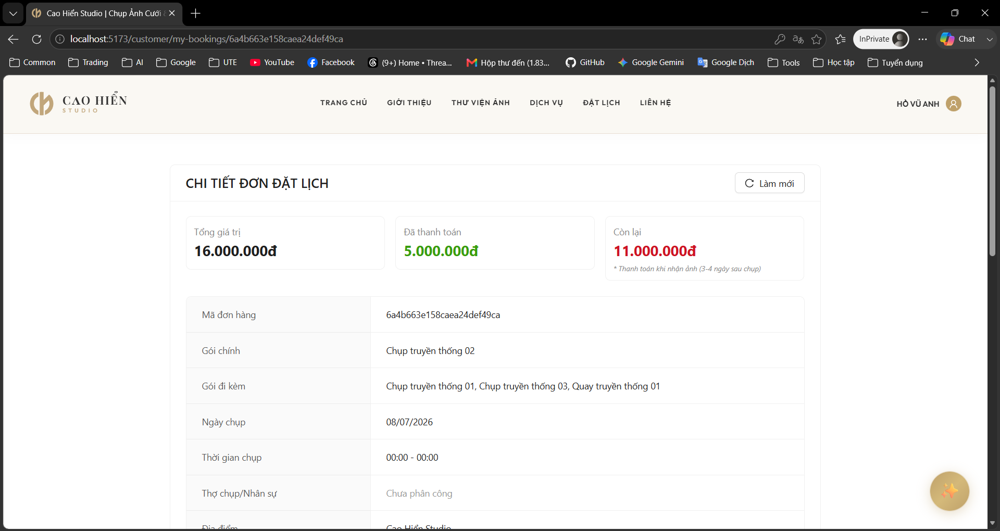 Cao Hiển Studio | Chụp Ảnh Cưới
localhost:5173/customer/my-bookings/6a4b663e158caea24def49ca
InPrivate
Chat
Common
Trading
AI
Google
UTE
YouTube
Facebook
(9+) Home • Threa...
Hộp thư đến (1.83...
GitHub
Google Gemini
Google Dịch
Tools
Học tập
Tuyển dụng
CAO HIỂN
STUDIO
TRANG CHỦ
GIỚI THIỆU
THƯ VIỆN ẢNH
DỊCH VỤ
ĐẶT LỊCH
LIÊN HỆ
HỒ VŨ ANH
CHI TIẾT ĐƠN ĐẶT LỊCH
Làm mới
Tổng giá trị
16.000.000đ
Đã thanh toán
5.000.000đ
Còn lại
11.000.000đ
* Thanh toán khi nhận ảnh (3-4 ngày sau chụp)
Mã đơn hàng
6a4b663e158caea24def49ca
Gói chính
Chụp truyền thống 02
Gói đi kèm
Chụp truyền thống 01, Chụp truyền thống 03, Quay truyền thống 01
Ngày chụp
08/07/2026
Thời gian chụp
00:00 - 00:00
Thợ chụp/Nhân sự
Chưa phân công
Địa điểm
Cao Hiển Studio